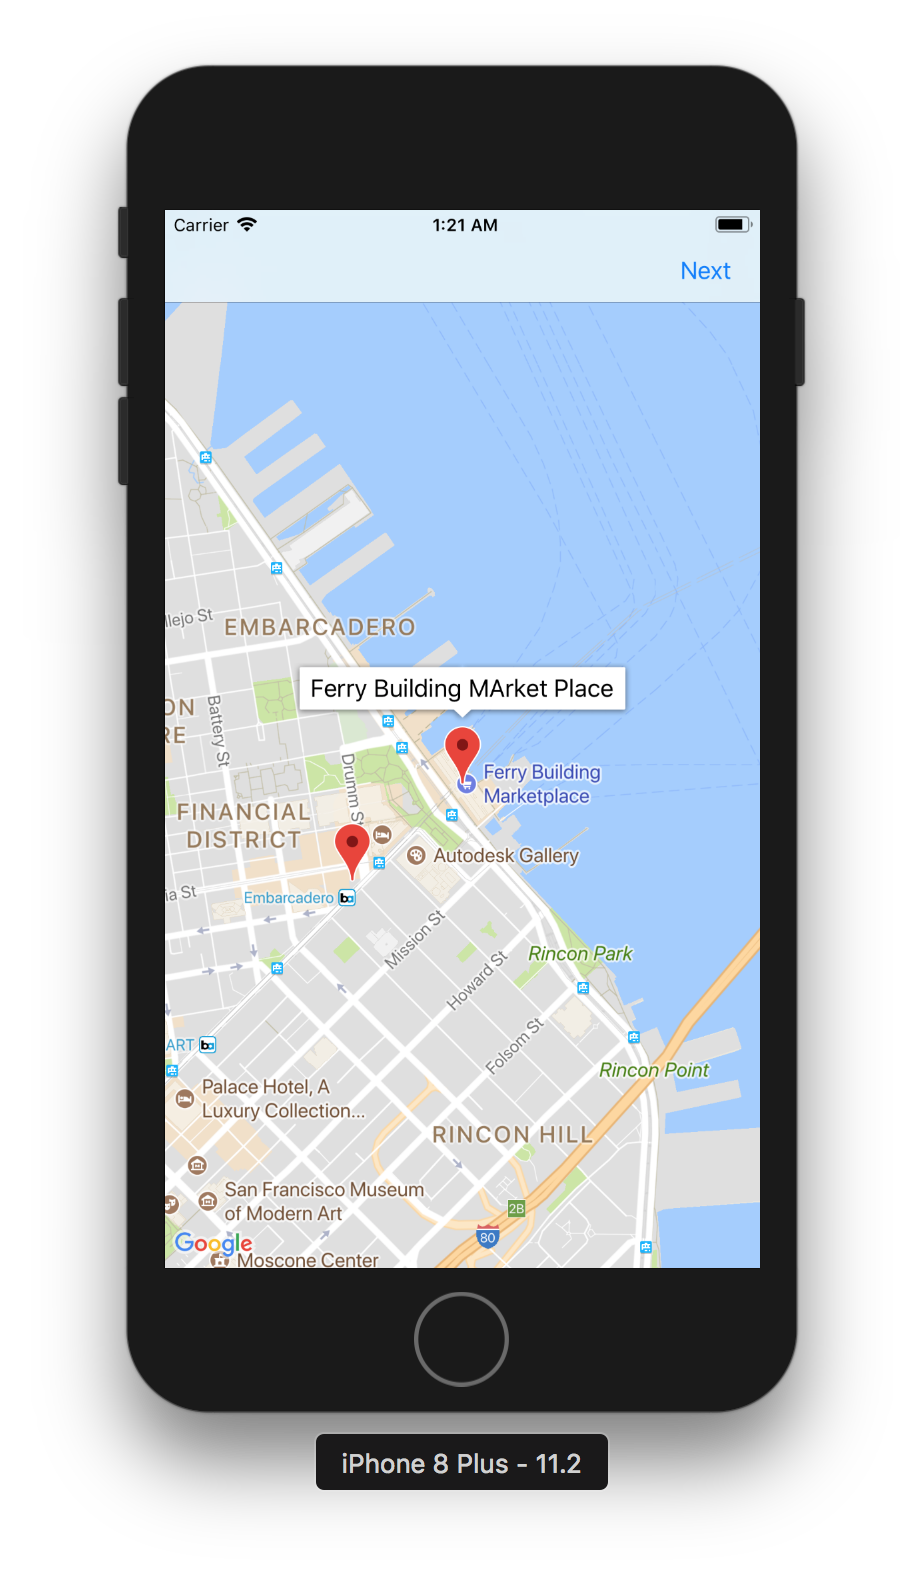 Carrier
1:21 AM
Next
llejo St
EMBARCADERO
Ferry Building MArket Place
ON
RE
Battery St
Drumm St
Ferry Building
Marketplace
FINANCIAL
DISTRICT
Autodesk Gallery
ia St
Embarcadero
ba
Mission St
Howard St
Rincon Park
Folsom St
ART
ba
Rincon Point
Palace Hotel, A
Luxury Collection...
RINCON HILL
San Francisco Museum
of Modern Art
2B
80
Google
Moscone Center
iPhone 8 Plus - 11.2